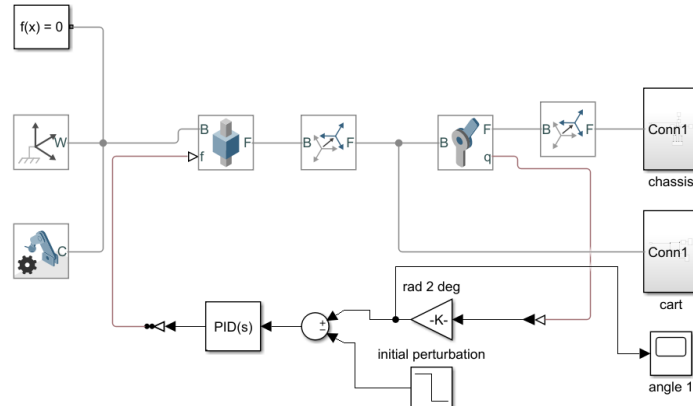 f(x) = 0
W
C
B
f
F
B
F
B
F
q
B
F
Conn1
chassis
Conn1
cart
rad 2 deg
-K-
PID(s)
+
−
initial perturbation
angle 1